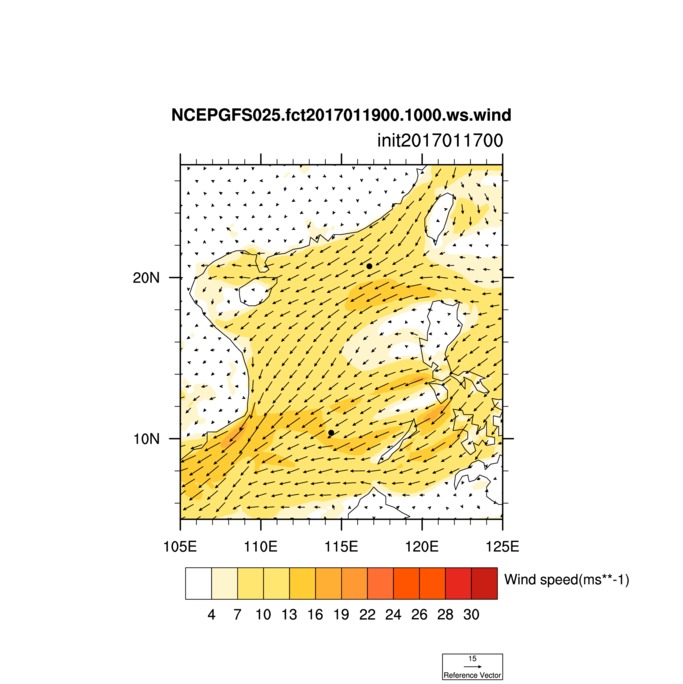 NCEPGFS025.fct2017011900.1000.ws.wind
init2017011700
20N
10N
105E 110E 115E 120E 125E
Wind speed(ms**-1)
4 7 10 13 16 19 22 24 26 28 30
15
Reference Vector